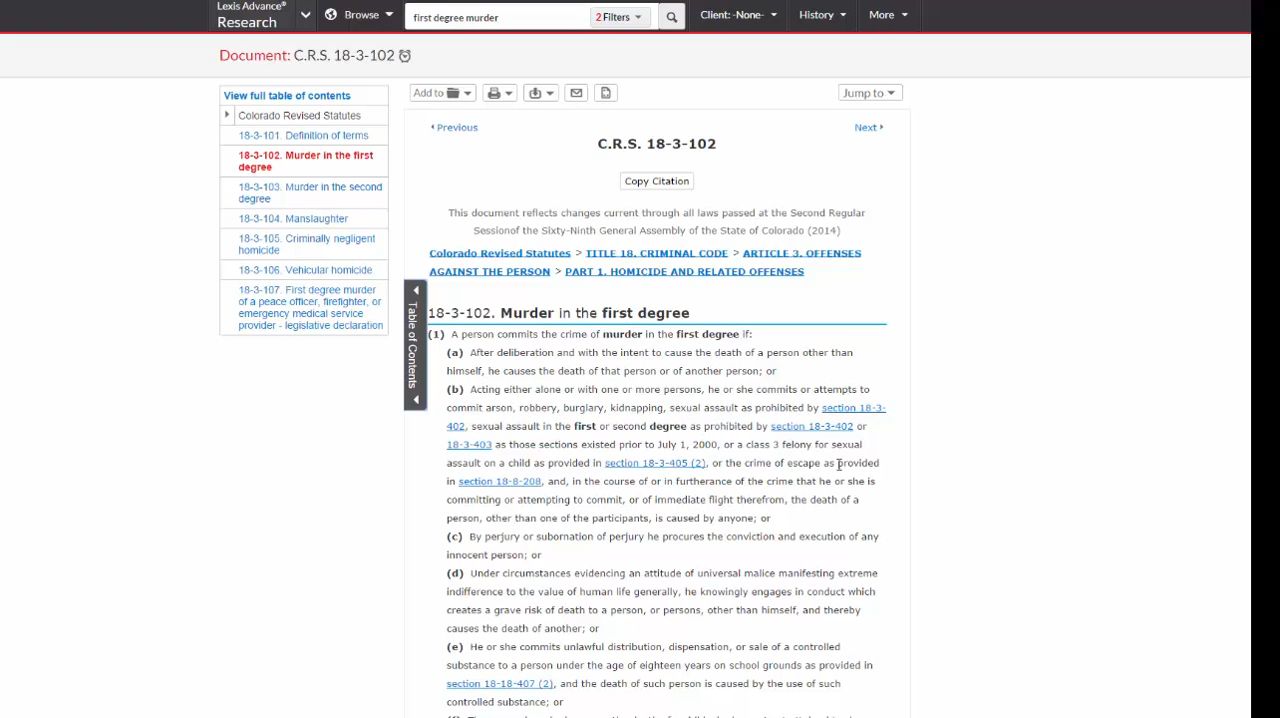 Lexis Advance®
Research
Browse
first degree murder
2 Filters
Client: -None-
History
More
Document: C.R.S. 18-3-102
View full table of contents
Colorado Revised Statutes
18-3-101. Definition of terms
18-3-102. Murder in the first
degree
18-3-103. Murder in the second
degree
18-3-104. Manslaughter
18-3-105. Criminally negligent
homicide
18-3-106. Vehicular homicide
18-3-107. First degree murder
of a peace officer, firefighter, or
emergency medical service
provider - legislative declaration
Table of Contents
Add to
Jump to
Previous
Next
C.R.S. 18-3-102
Copy Citation
This document reflects changes current through all laws passed at the Second Regular
Sessionof the Sixty-Ninth General Assembly of the State of Colorado (2014)
Colorado Revised Statutes > TITLE 18. CRIMINAL CODE > ARTICLE 3. OFFENSES
AGAINST THE PERSON > PART 1. HOMICIDE AND RELATED OFFENSES
18-3-102. Murder in the first degree
(1) A person commits the crime of murder in the first degree if:
(a) After deliberation and with the intent to cause the death of a person other than
himself, he causes the death of that person or of another person; or
(b) Acting either alone or with one or more persons, he or she commits or attempts to
commit arson, robbery, burglary, kidnapping, sexual assault as prohibited by section 18-3-
402, sexual assault in the first or second degree as prohibited by section 18-3-402 or
18-3-403 as those sections existed prior to July 1, 2000, or a class 3 felony for sexual
assault on a child as provided in section 18-3-405 (2), or the crime of escape as provided
in section 18-8-208, and, in the course of or in furtherance of the crime that he or she is
committing or attempting to commit, or of immediate flight therefrom, the death of a
person, other than one of the participants, is caused by anyone; or
(c) By perjury or subornation of perjury he procures the conviction and execution of any
innocent person; or
(d) Under circumstances evidencing an attitude of universal malice manifesting extreme
indifference to the value of human life generally, he knowingly engages in conduct which
creates a grave risk of death to a person, or persons, other than himself, and thereby
causes the death of another; or
(e) He or she commits unlawful distribution, dispensation, or sale of a controlled
substance to a person under the age of eighteen years on school grounds as provided in
section 18-18-407 (2), and the death of such person is caused by the use of such
controlled substance; or